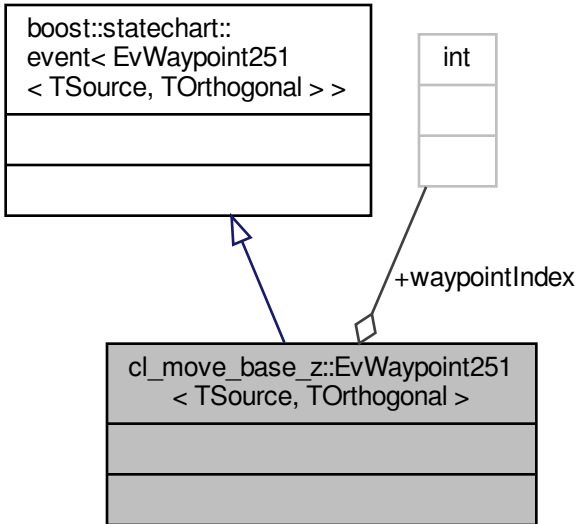 boost::statechart::
event< EvWaypoint251
< TSource, TOrthogonal > >
int
+waypointIndex
cl_move_base_z::EvWaypoint251
< TSource, TOrthogonal >